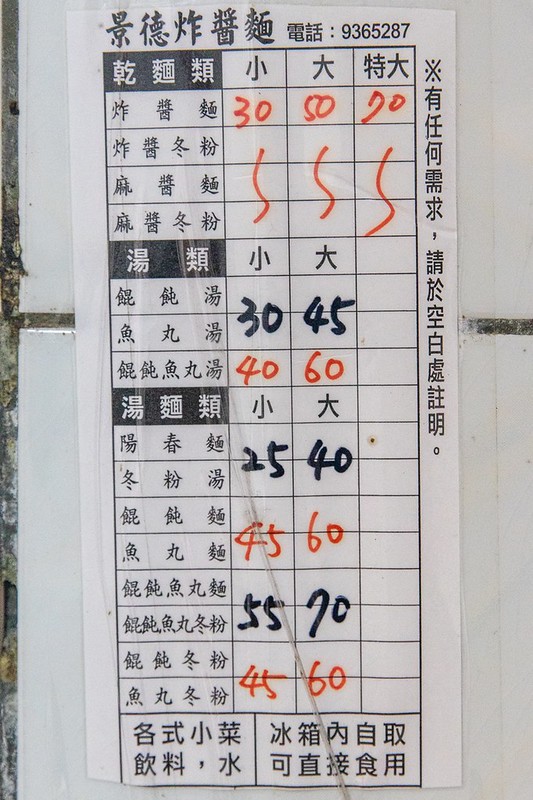 景德炸醬麵 電話：9365287
乾麵類 小 大 特大
炸醬麵 30 50 70
炸醬冬粉
麻醬麵
麻醬冬粉
湯類 小 大
餛飩湯
魚丸湯
30 45
餛飩魚丸湯 40 60
湯麵類 小 大
陽春麵
冬粉湯
25 40
餛飩麵
魚丸麵
45 60
餛飩魚丸麵
餛飩魚丸冬粉
55 70
餛飩冬粉
魚丸冬粉
45 60
各式小菜
飲料，水
冰箱內自取
可直接食用
※有任何需求，請於空白處註明。